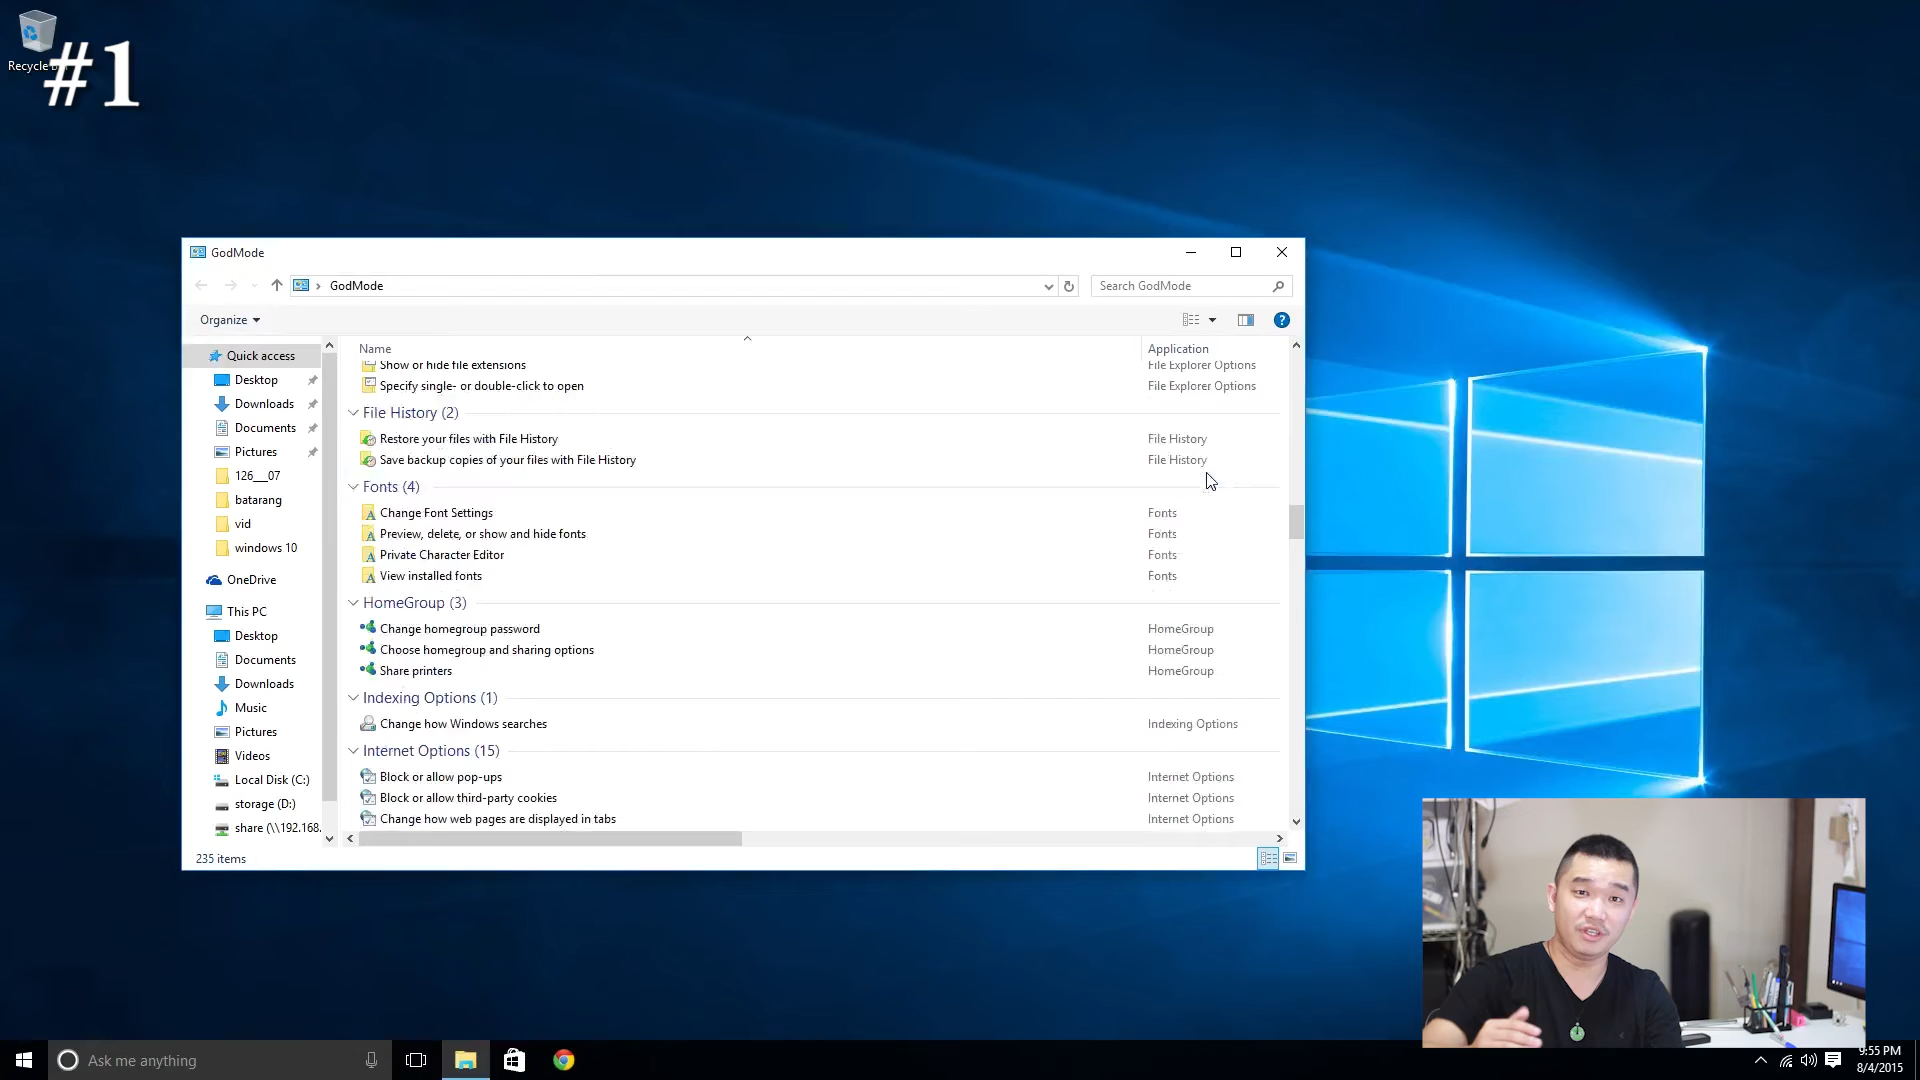 Recycle
#1
GodMode
GodMode
Search GodMode
Organize
Quick access
Desktop
Downloads
Documents
Pictures
126__07
batarang
vid
windows 10
OneDrive
This PC
Desktop
Documents
Downloads
Music
Pictures
Videos
Local Disk (C:)
storage (D:)
share (\\192.168.
Name Application
Show or hide file extensions File Explorer Options
Specify single- or double-click to open File Explorer Options
File History (2)
Restore your files with File History File History
Save backup copies of your files with File History File History
Fonts (4)
Change Font Settings Fonts
Preview, delete, or show and hide fonts Fonts
Private Character Editor Fonts
View installed fonts Fonts
HomeGroup (3)
Change homegroup password HomeGroup
Choose homegroup and sharing options HomeGroup
Share printers HomeGroup
Indexing Options (1)
Change how Windows searches Indexing Options
Internet Options (15)
Block or allow pop-ups Internet Options
Block or allow third-party cookies Internet Options
Change how web pages are displayed in tabs Internet Options
235 items
Ask me anything
9:55 PM
8/4/2015